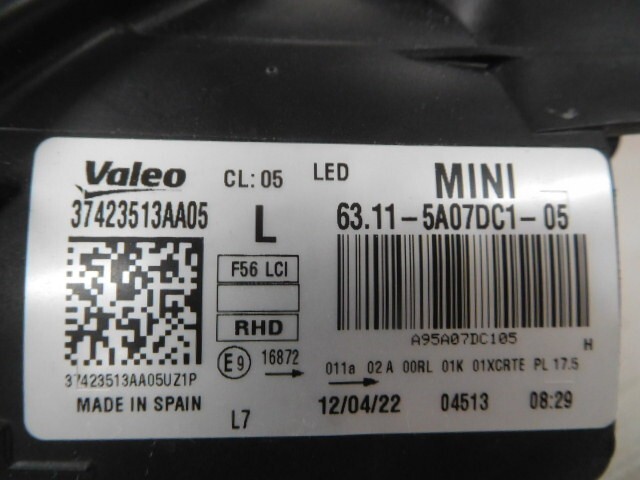 Valeo CL: 05 LED MINI
37423513AA05 L 63.11-5A07DC1-05
F56 LCI
RHD A95A07DC105 H
E9 16872 011a 02A 00RL 01K 01XCRTE PL 17.5
37423513AA05UZ1P
MADE IN SPAIN L7 12/04/22 04513 08:29